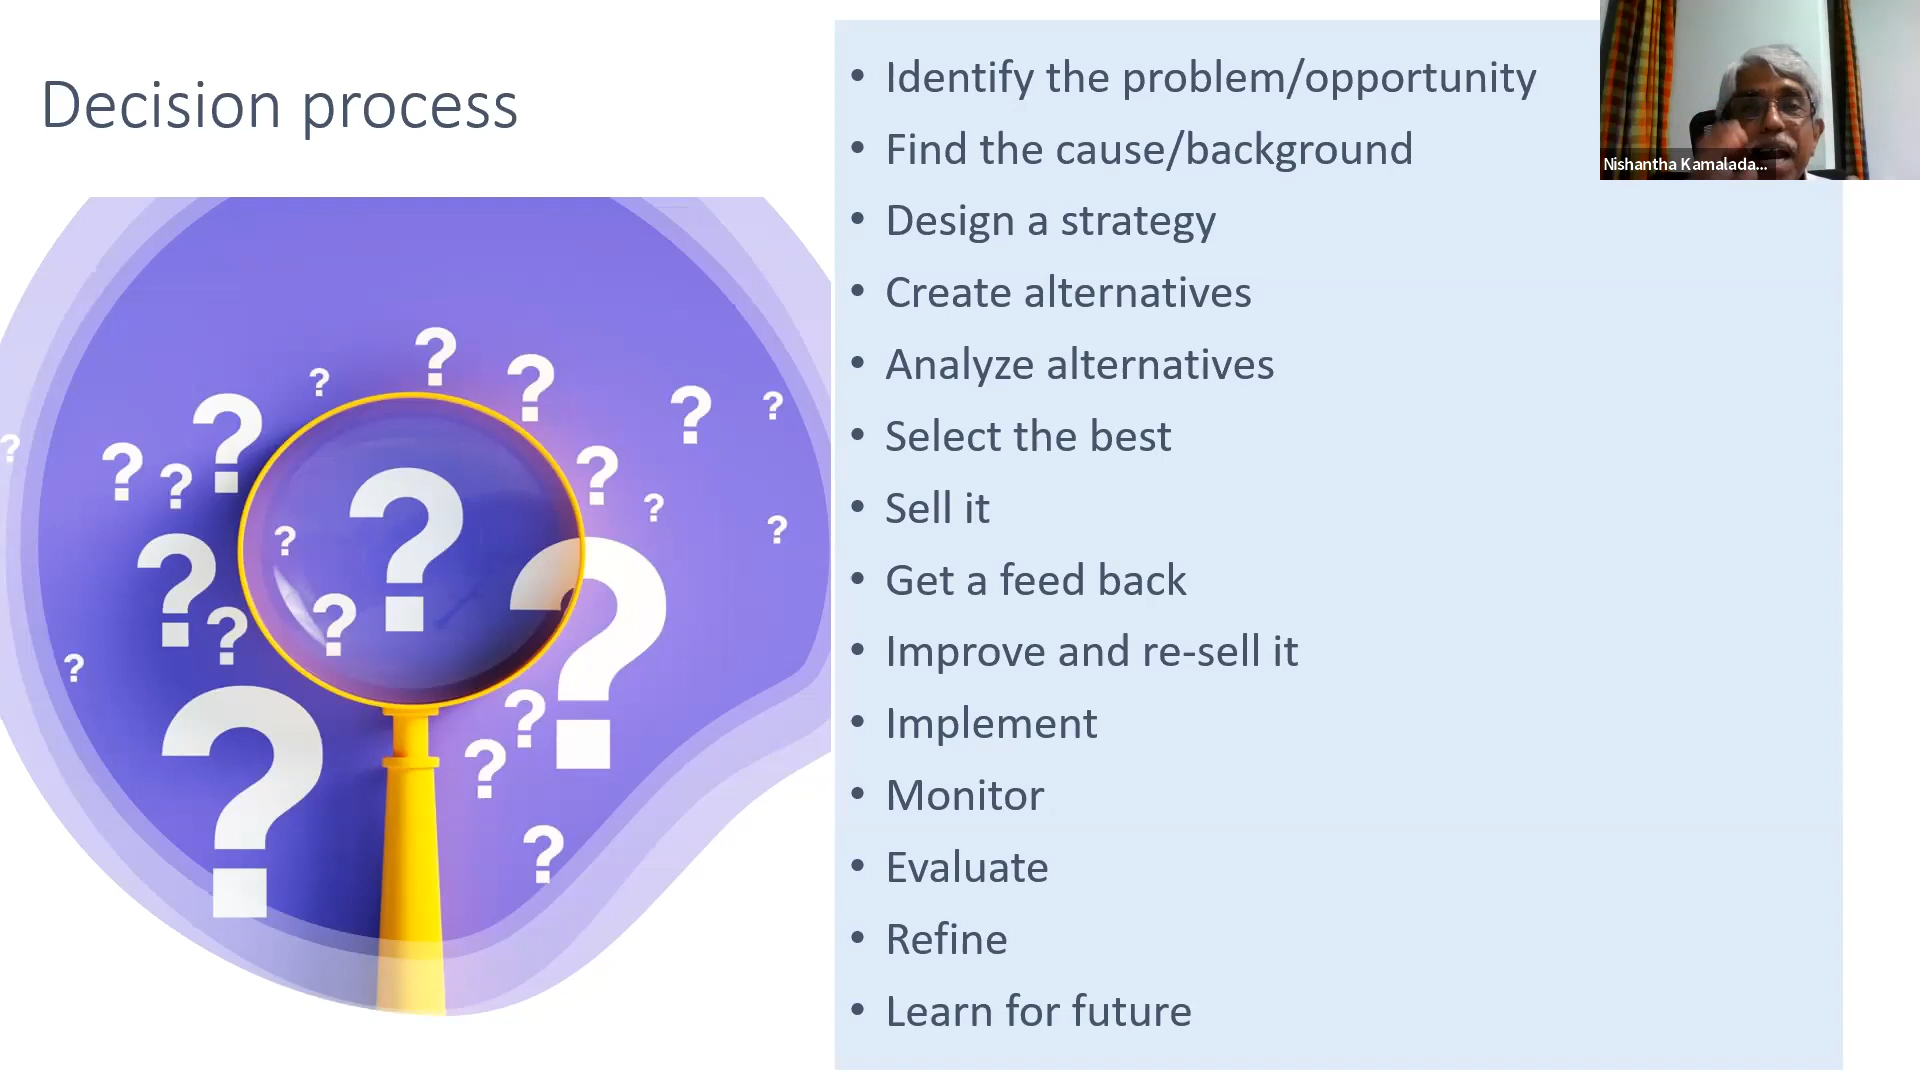 Decision process
• Identify the problem/opportunity
• Find the cause/background
• Design a strategy
• Create alternatives
• Analyze alternatives
• Select the best
• Sell it
• Get a feed back
• Improve and re-sell it
• Implement
• Monitor
• Evaluate
• Refine
• Learn for future
Nishantha Kamalada...